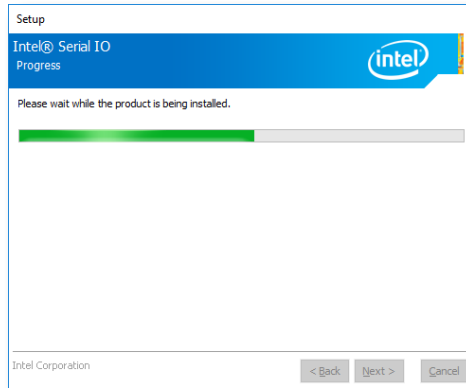 Setup
Intel® Serial IO
Progress
intel
Please wait while the product is being installed.
Intel Corporation
< Back
Next >
Cancel